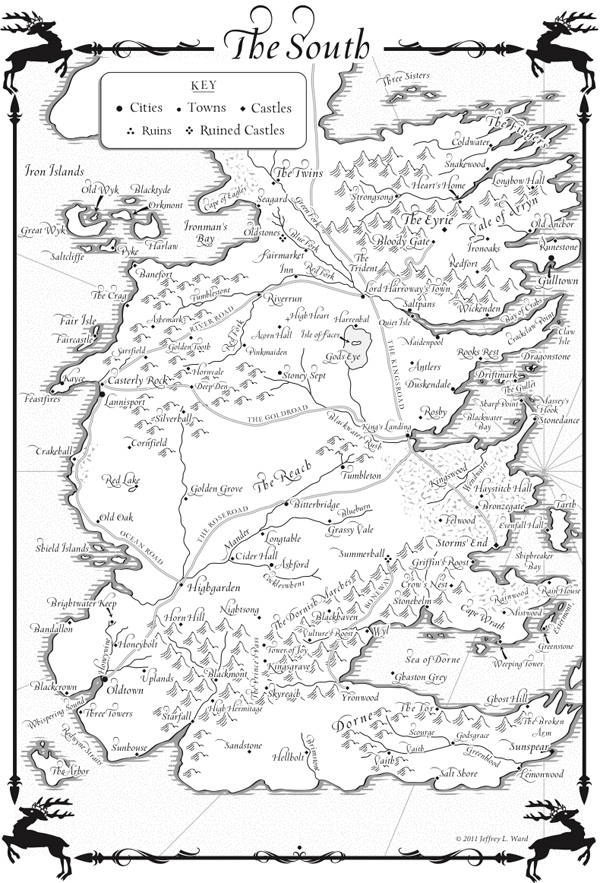 The South
KEY
Cities
Towns
Castles
Ruins
Ruined Castles
Three Sisters
The Fingers
Coldwater
Snakewood
Heart's Home
Longbow Hall
Strongsong
The Eyrie
Vale of Arryn
Old Anchor
Bloody Gate
Ironoaks
Runestone
Redfort
Gulltown
Wickenden
Iron Islands
Old Wyk
Blacktyde
Orkmont
Great Wyk
Saltcliffe
Pyke
Harlaw
Ironman's
Bay
Cape of Eagles
The Twins
Seagard
Green Fork
Oldstones
Blue Fork
Fairmarket
The
Trident
Inn
Red Fork
Lord Harroway's Town
Banefort
The Crag
Tumblestone
Riverrun
Saltpans
Bay of Crabs
Crackclaw Point
Fair Isle
Faircastle
Ashemark
RIVER ROAD
High Heart
Harrenhal
Quiet Isle
Maidenpool
Claw
Isle
Sarsfield
Golden Tooth
Red Fork
Acorn Hall
Isle of Faces
Gods Eye
Pinkmaiden
THE KINGSROAD
Rooks Rest
Dragonstone
Antlers
Driftmark
The Gullet
Kayce
Casterly Rock
Hornvale
Deep Den
Stoney Sept
Duskendale
Feastfires
Lannisport
Sharp Point
Massey's
Hook
Stonedance
Silverhall
THE GOLDROAD
Rosby
Blackwater
Bay
King's Landing
Blackwater Rush
Crakehall
Cornfield
The Reach
Tumbleton
Kingswood
Wendwater
Red Lake
Golden Grove
Haystitch Hall
Bronzegate
Tarth
Old Oak
THE ROSEROAD
Bitterbridge
Blueburn
Grassy Vale
Felwood
Evenfall Hall
OCEAN ROAD
Mander
Longtable
Storm's End
Shield Islands
Cider Hall
Ashford
Summerhall
Griffin's Roost
Shipbreaker
Bay
Cockleswhent
Highgarden
The Dornish Marches
BONEWAY
Crow's Nest
Rain House
Brightwater Keep
Stonehelm
Rainwood
Mistwood
Estermont
Horn Hill
Nightsong
Blackhaven
Cape Wrath
Greenstone
Bandallon
Vulture's Roost
Wyl
Honeywine
Honeyholt
Tower of Joy
Sea of Dorne
Weeping Tower
The Prince's Pass
Kingsgrave
Uplands
Blackmont
Ghaston Grey
Blackcrown
Oldtown
Skyreach
Yronwood
Ghost Hill
Whispering Sound
Three Towers
Starfall
High Hermitage
The Tor
The Broken
Arm
Dorne
Redwyne Straits
Scourge
Godsgrace
Vaith
Vaith
Greenblood
Sunspear
Sunhouse
Sandstone
Hellholt
Brimstone
The Arbor
Salt Shore
Lemonwood
© 2011 Jeffrey L. Ward